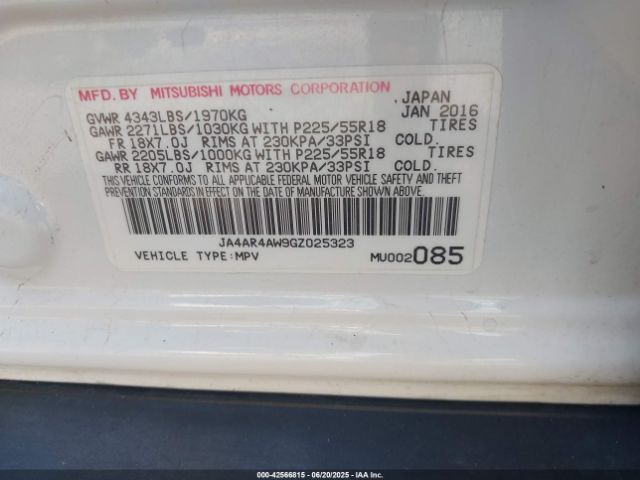 MFD. BY MITSUBISHI MOTORS CORPORATION JAPAN
GVWR 4343LBS/1970KG JAN 2016
GAWR 2271LBS/1030KG WITH P225/55R18 TIRES
FR 18X7.0J RIMS AT 230KPA/33PSI COLD.
GAWR 2205LBS/1000KG WITH P225/55R18 TIRES
RR 18X7.0J RIMS AT 230KPA/33PSI COLD.
THIS VEHICLE CONFORMS TO ALL APPLICABLE FEDERAL MOTOR VEHICLE SAFETY AND THEFT
PREVENTION STANDARDS IN EFFECT ON THE DATE OF MANUFACTURE SHOWN ABOVE.
JA4AR4AW9GZ025323
VEHICLE TYPE:MPV MU002085
© IAA - 42566815 - 06/20/2025 - IAAI.COM